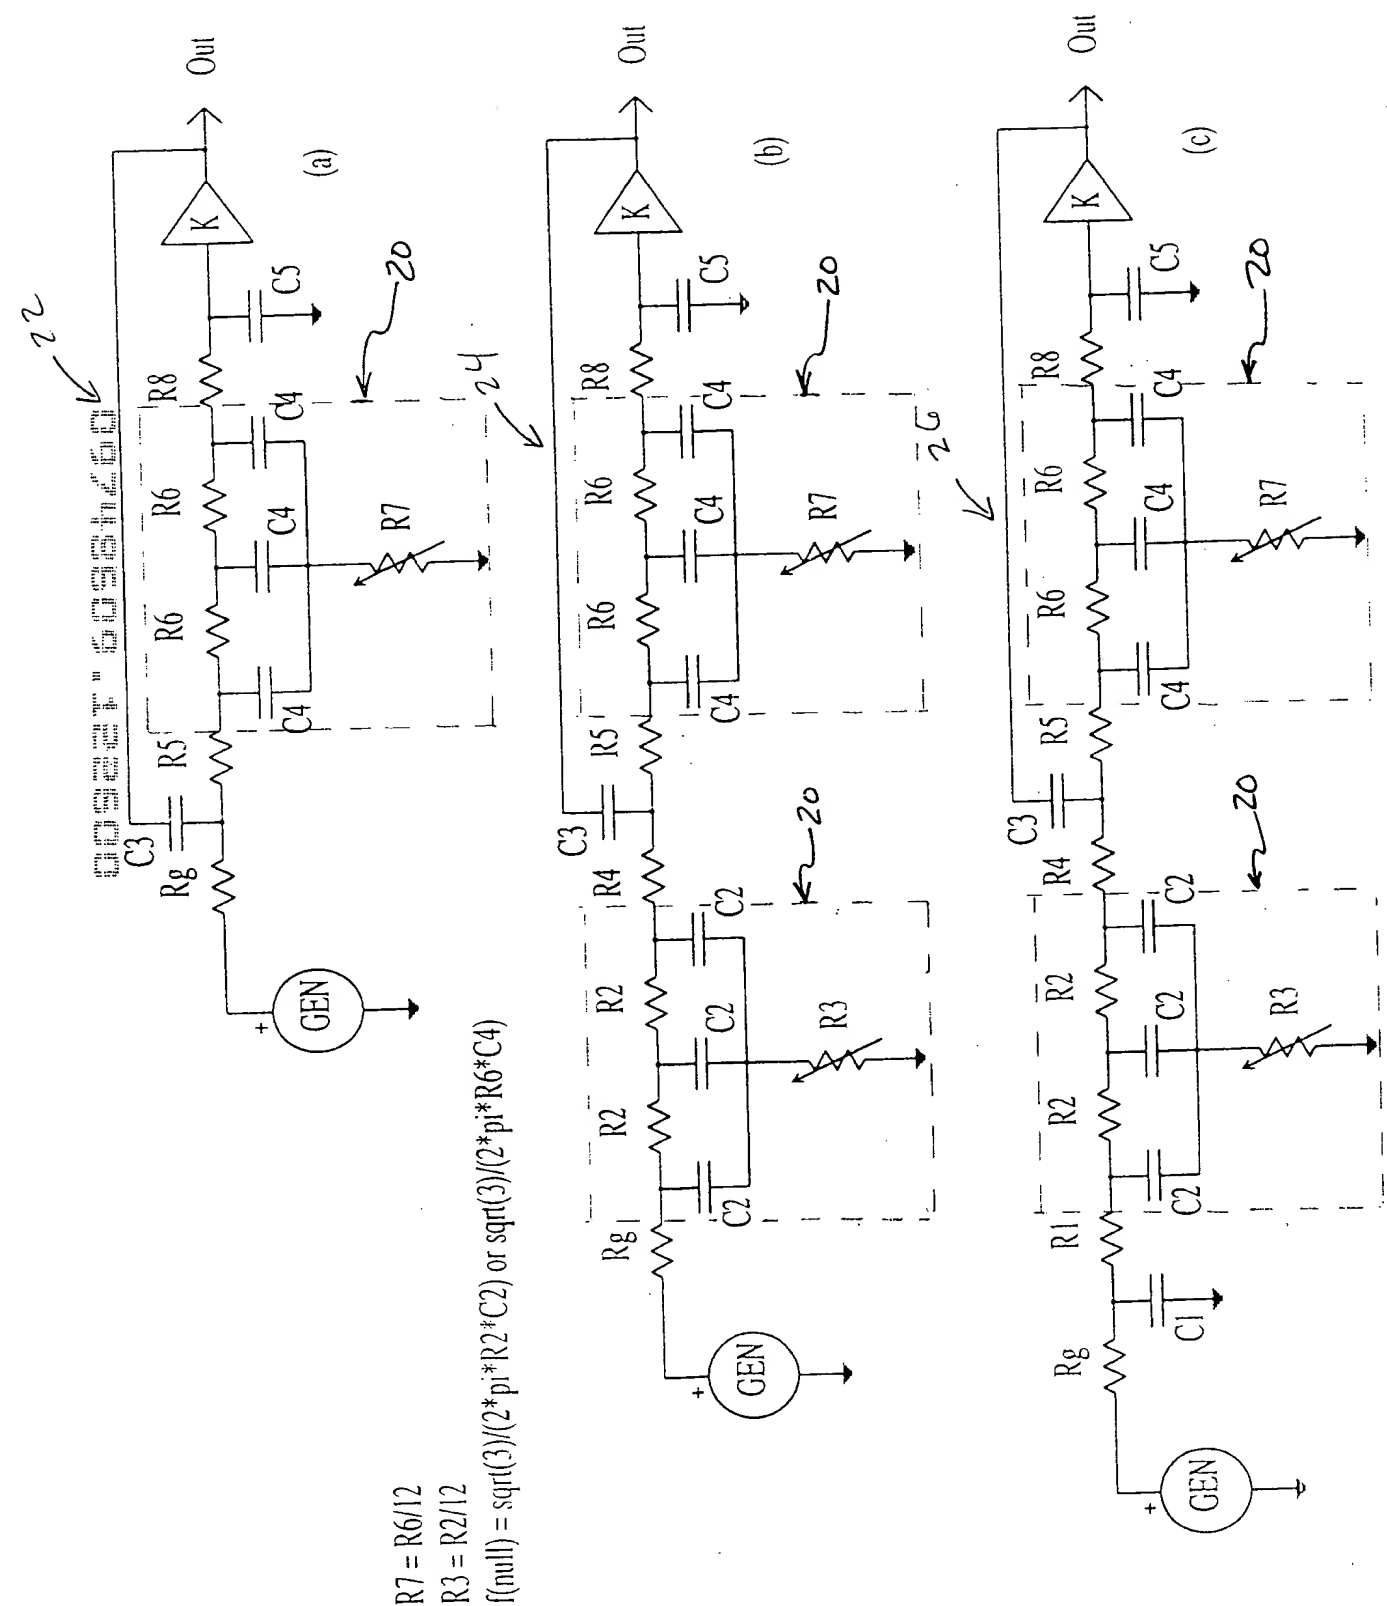 09748609.122500
22
C3
Rg
R5
R6
R6
R8
C4
C4
C4
C5
R7
K
Out
GEN
+
20
(a)
24
C3
Rg
R2
R2
R4
R5
R6
R6
R8
C2
C2
C2
R3
C4
C4
C4
R7
C5
K
Out
GEN
+
20
20
(b)
26
C3
Rg
C1
R1
R2
R2
R4
R5
R6
R6
R8
C2
C2
C2
R3
C4
C4
C4
R7
C5
K
Out
GEN
+
20
20
(c)
R7 = R6/12
R3 = R2/12
f(null) = sqrt(3)/(2*pi*R2*C2) or sqrt(3)/(2*pi*R6*C4)